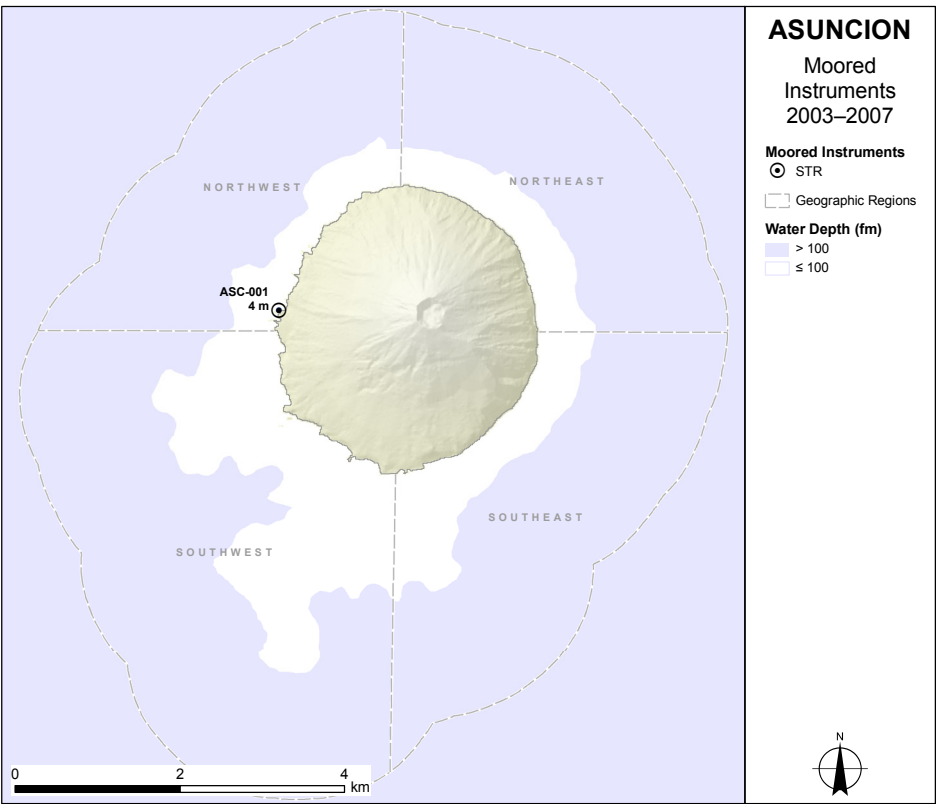 ASUNCION
Moored
Instruments
2003–2007
Moored Instruments
STR
Geographic Regions
Water Depth (fm)
> 100
≤ 100
NORTHWEST
NORTHEAST
ASC-001
4 m
SOUTHEAST
SOUTHWEST
0 2 4
km
N